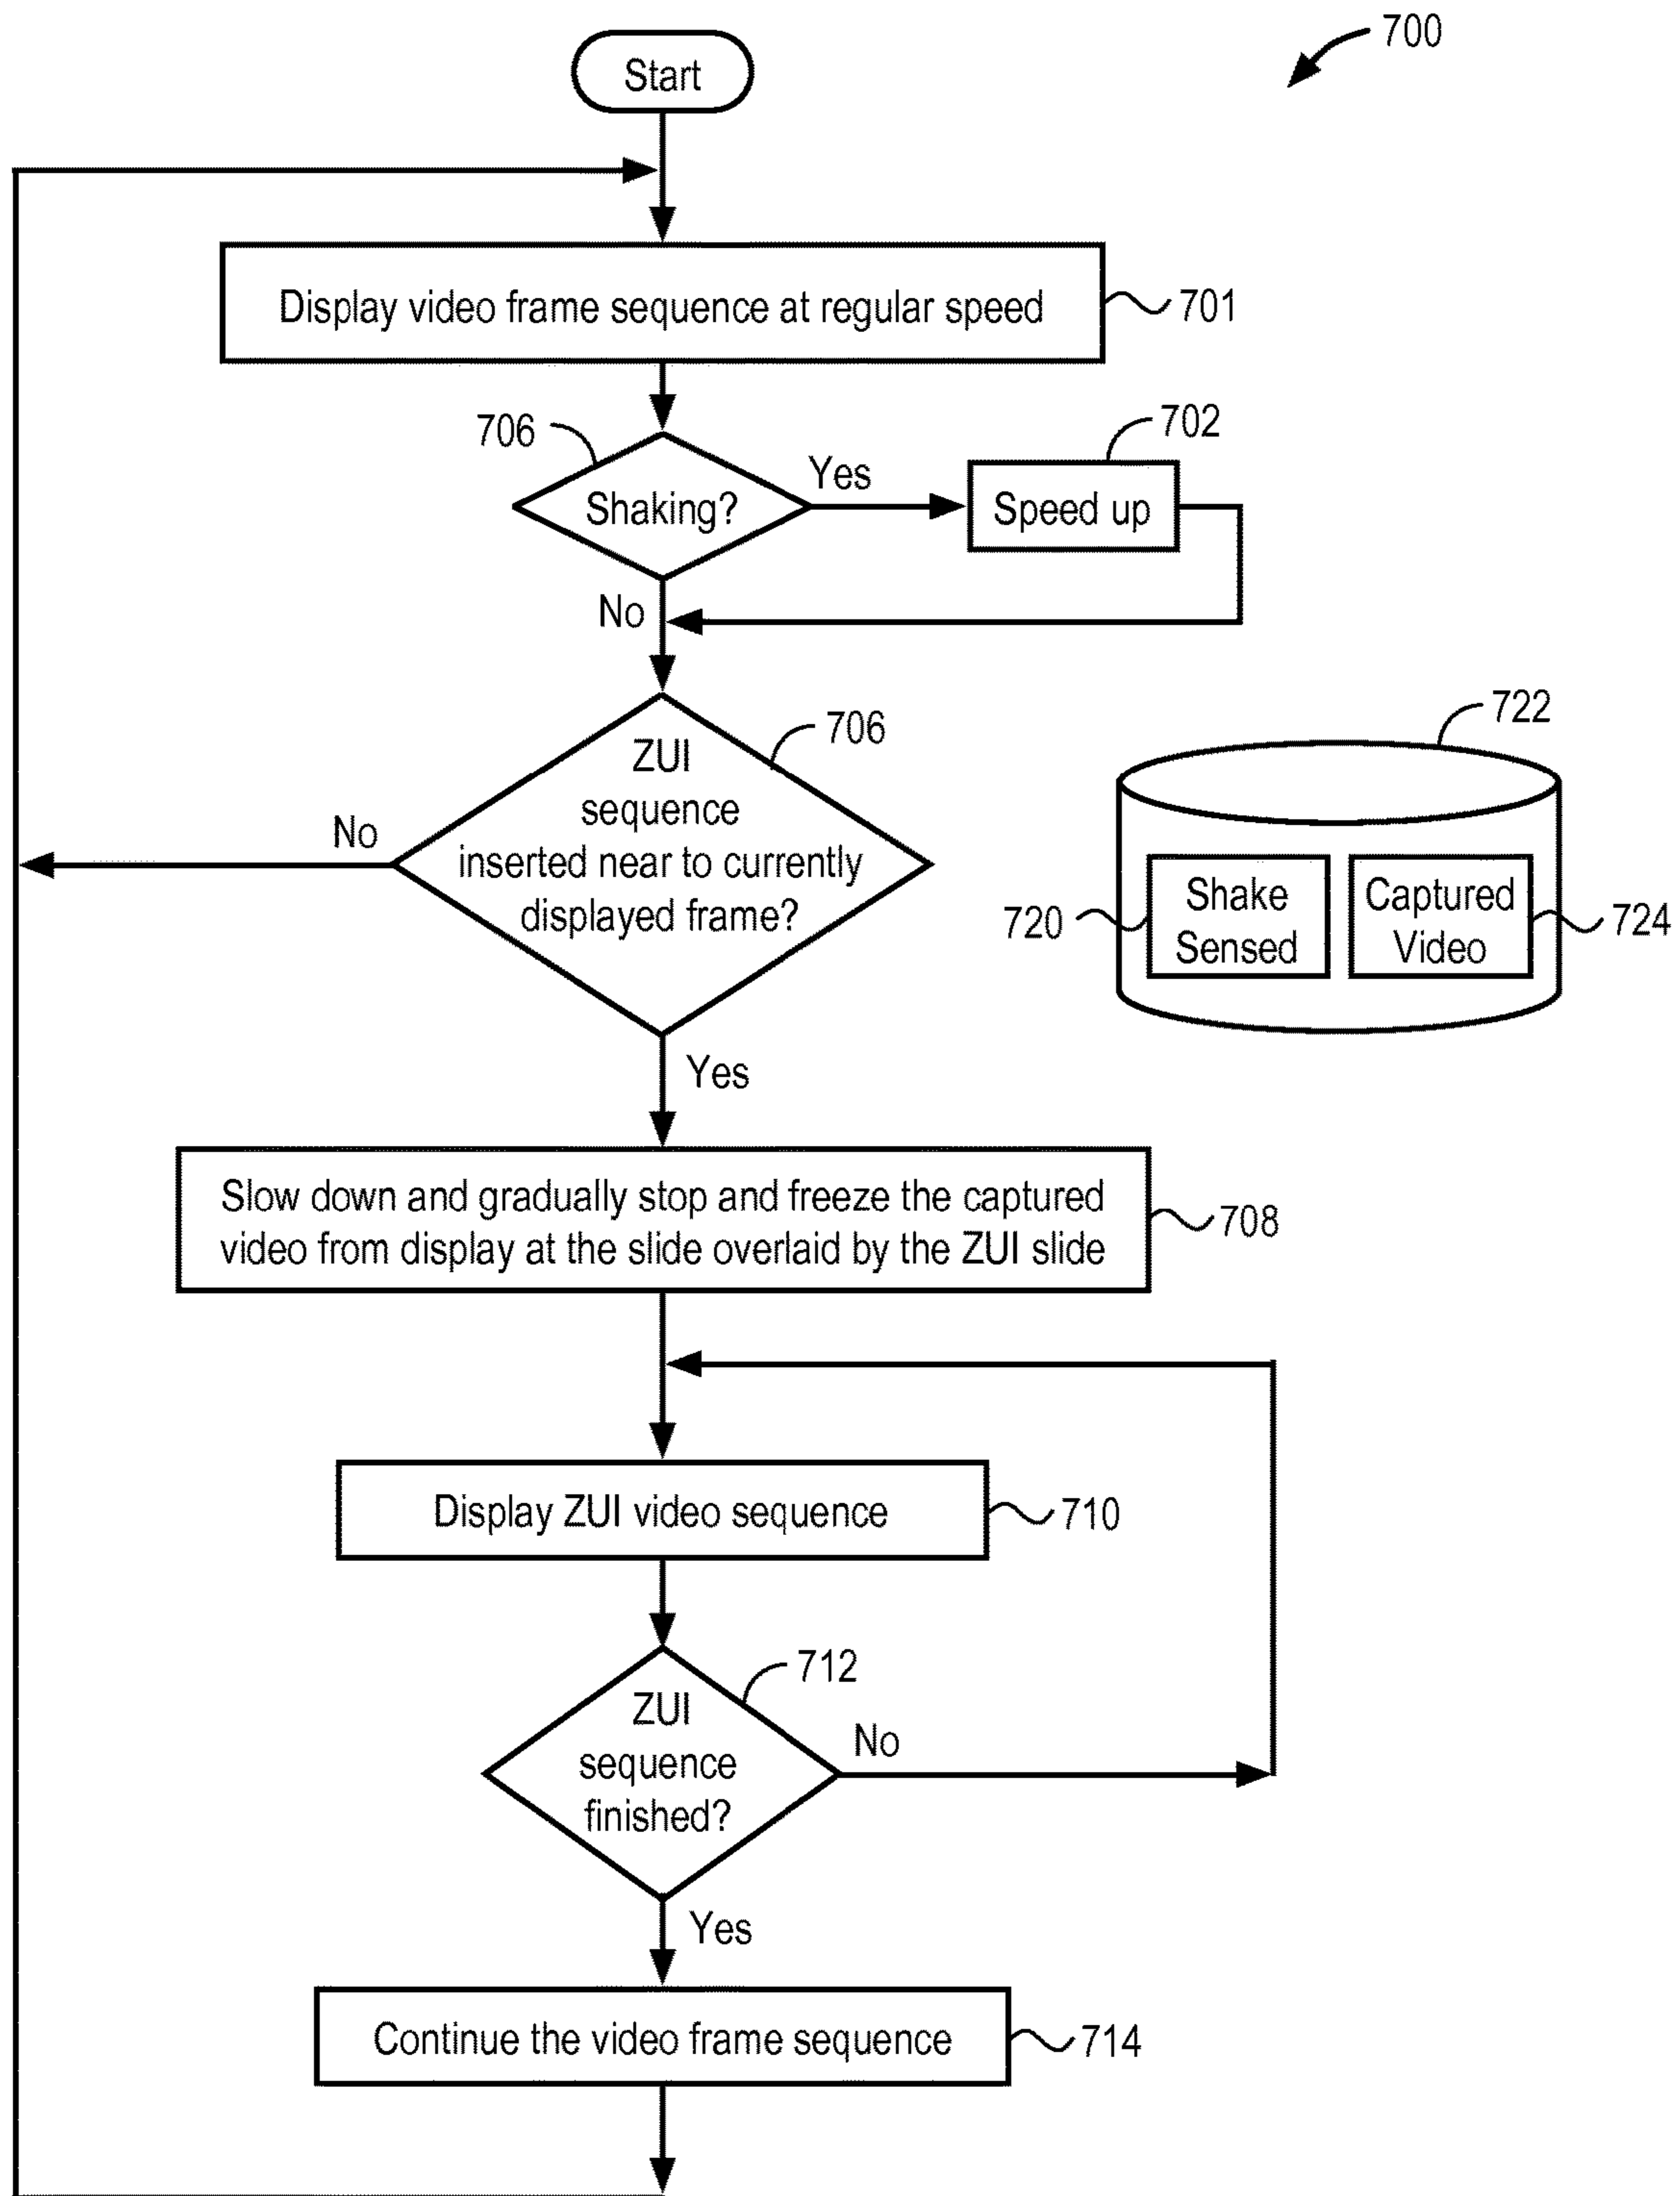 700
Start
Display video frame sequence at regular speed
701
706
Shaking?
Yes
702
Speed up
No
706
ZUI
sequence
inserted near to currently
displayed frame?
No
Yes
722
720
Shake
Sensed
Captured
Video
724
Slow down and gradually stop and freeze the captured
video from display at the slide overlaid by the ZUI slide
708
Display ZUI video sequence
710
712
ZUI
sequence
finished?
No
Yes
Continue the video frame sequence
714